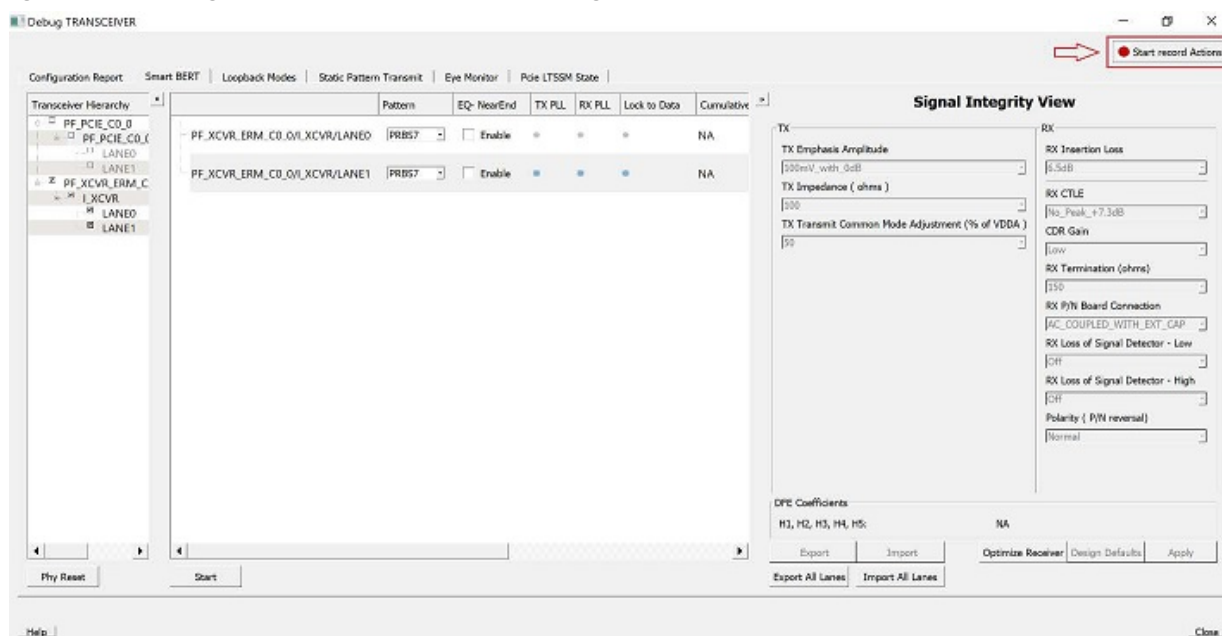 Debug TRANSCEIVER
Start record Actions
Configuration Report Smart BERT Loopback Modes Static Pattern Transmit Eye Monitor Pcie LTSSM State
Transceiver Hierarchy
PF_PCIE_C0_0
PF_PCIE_C0_0
LANE0
LANE1
PF_XCVR_ERM_C
I_XCVR
LANE0
LANE1
Pattern EQ- NearEnd TX PLL RX PLL Lock to Data Cumulative
PF_XCVR_ERM_C0_0/I_XCVR/LANE0 PRBS7 Enable NA
PF_XCVR_ERM_C0_0/I_XCVR/LANE1 PRBS7 Enable NA
Signal Integrity View
TX
TX Emphasis Amplitude
100mV_with_0dB
TX Impedance ( ohms )
100
TX Transmit Common Mode Adjustment (% of VDDA )
50
RX
RX Insertion Loss
6.5dB
RX CTLE
No_Peak_+7.3dB
CDR Gain
Low
RX Termination (ohms)
150
RX P/N Board Connection
AC_COUPLED_WITH_EXT_CAP
RX Loss of Signal Detector - Low
Off
RX Loss of Signal Detector - High
Off
Polarity ( P/N reversal)
Normal
DFE Coefficients
H1, H2, H3, H4, H5: NA
Export Import Optimize Receiver Design Defaults Apply
Export All Lanes Import All Lanes
Phy Reset Start
Help Close